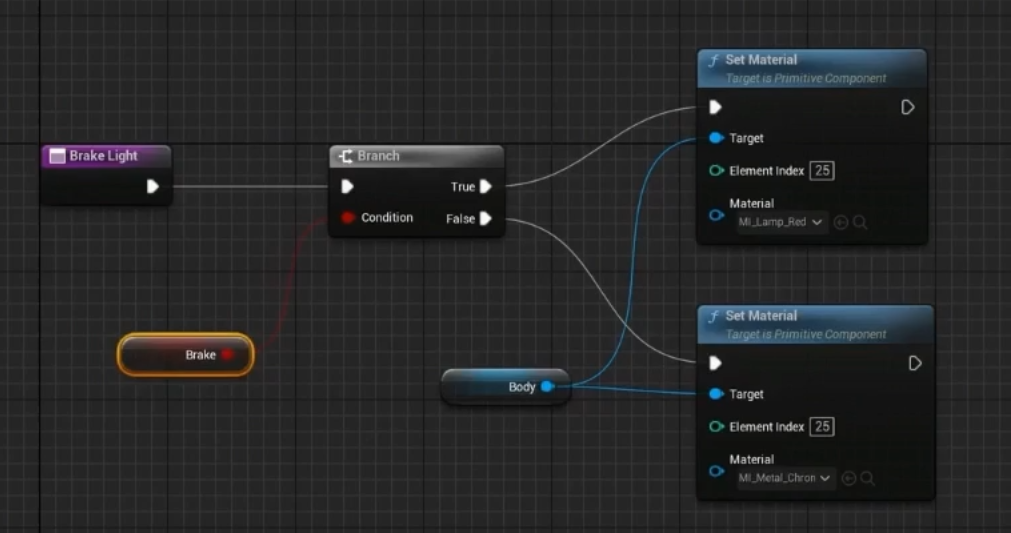 Set Material
Target is Primitive Component
Target
Element Index 25
Material
MI_Lamp_Red
Brake Light
Branch
True
Condition
False
Brake
Body
Set Material
Target is Primitive Component
Target
Element Index 25
Material
MI_Metal_Chron